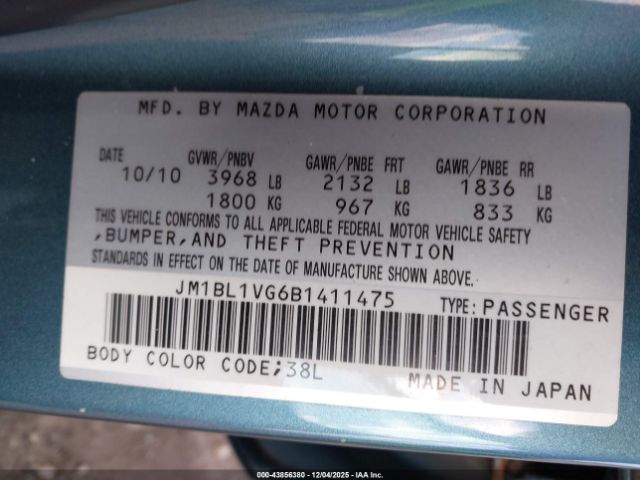 MFD. BY MAZDA MOTOR CORPORATION
DATE GVWR/PNBV GAWR/PNBE FRT GAWR/PNBE RR
10/10 3968 LB 2132 LB 1836 LB
1800 KG 967 KG 833 KG
THIS VEHICLE CONFORMS TO ALL APPLICABLE FEDERAL MOTOR VEHICLE SAFETY
,BUMPER,AND THEFT PREVENTION
STANDARDS IN EFFECT ON THE DATE OF MANUFACTURE SHOWN ABOVE.
JM1BL1VG6B1411475 TYPE: PASSENGER
BODY COLOR CODE;38L MADE IN JAPAN
000-43856380 - 12/04/2025 - IAA Inc.